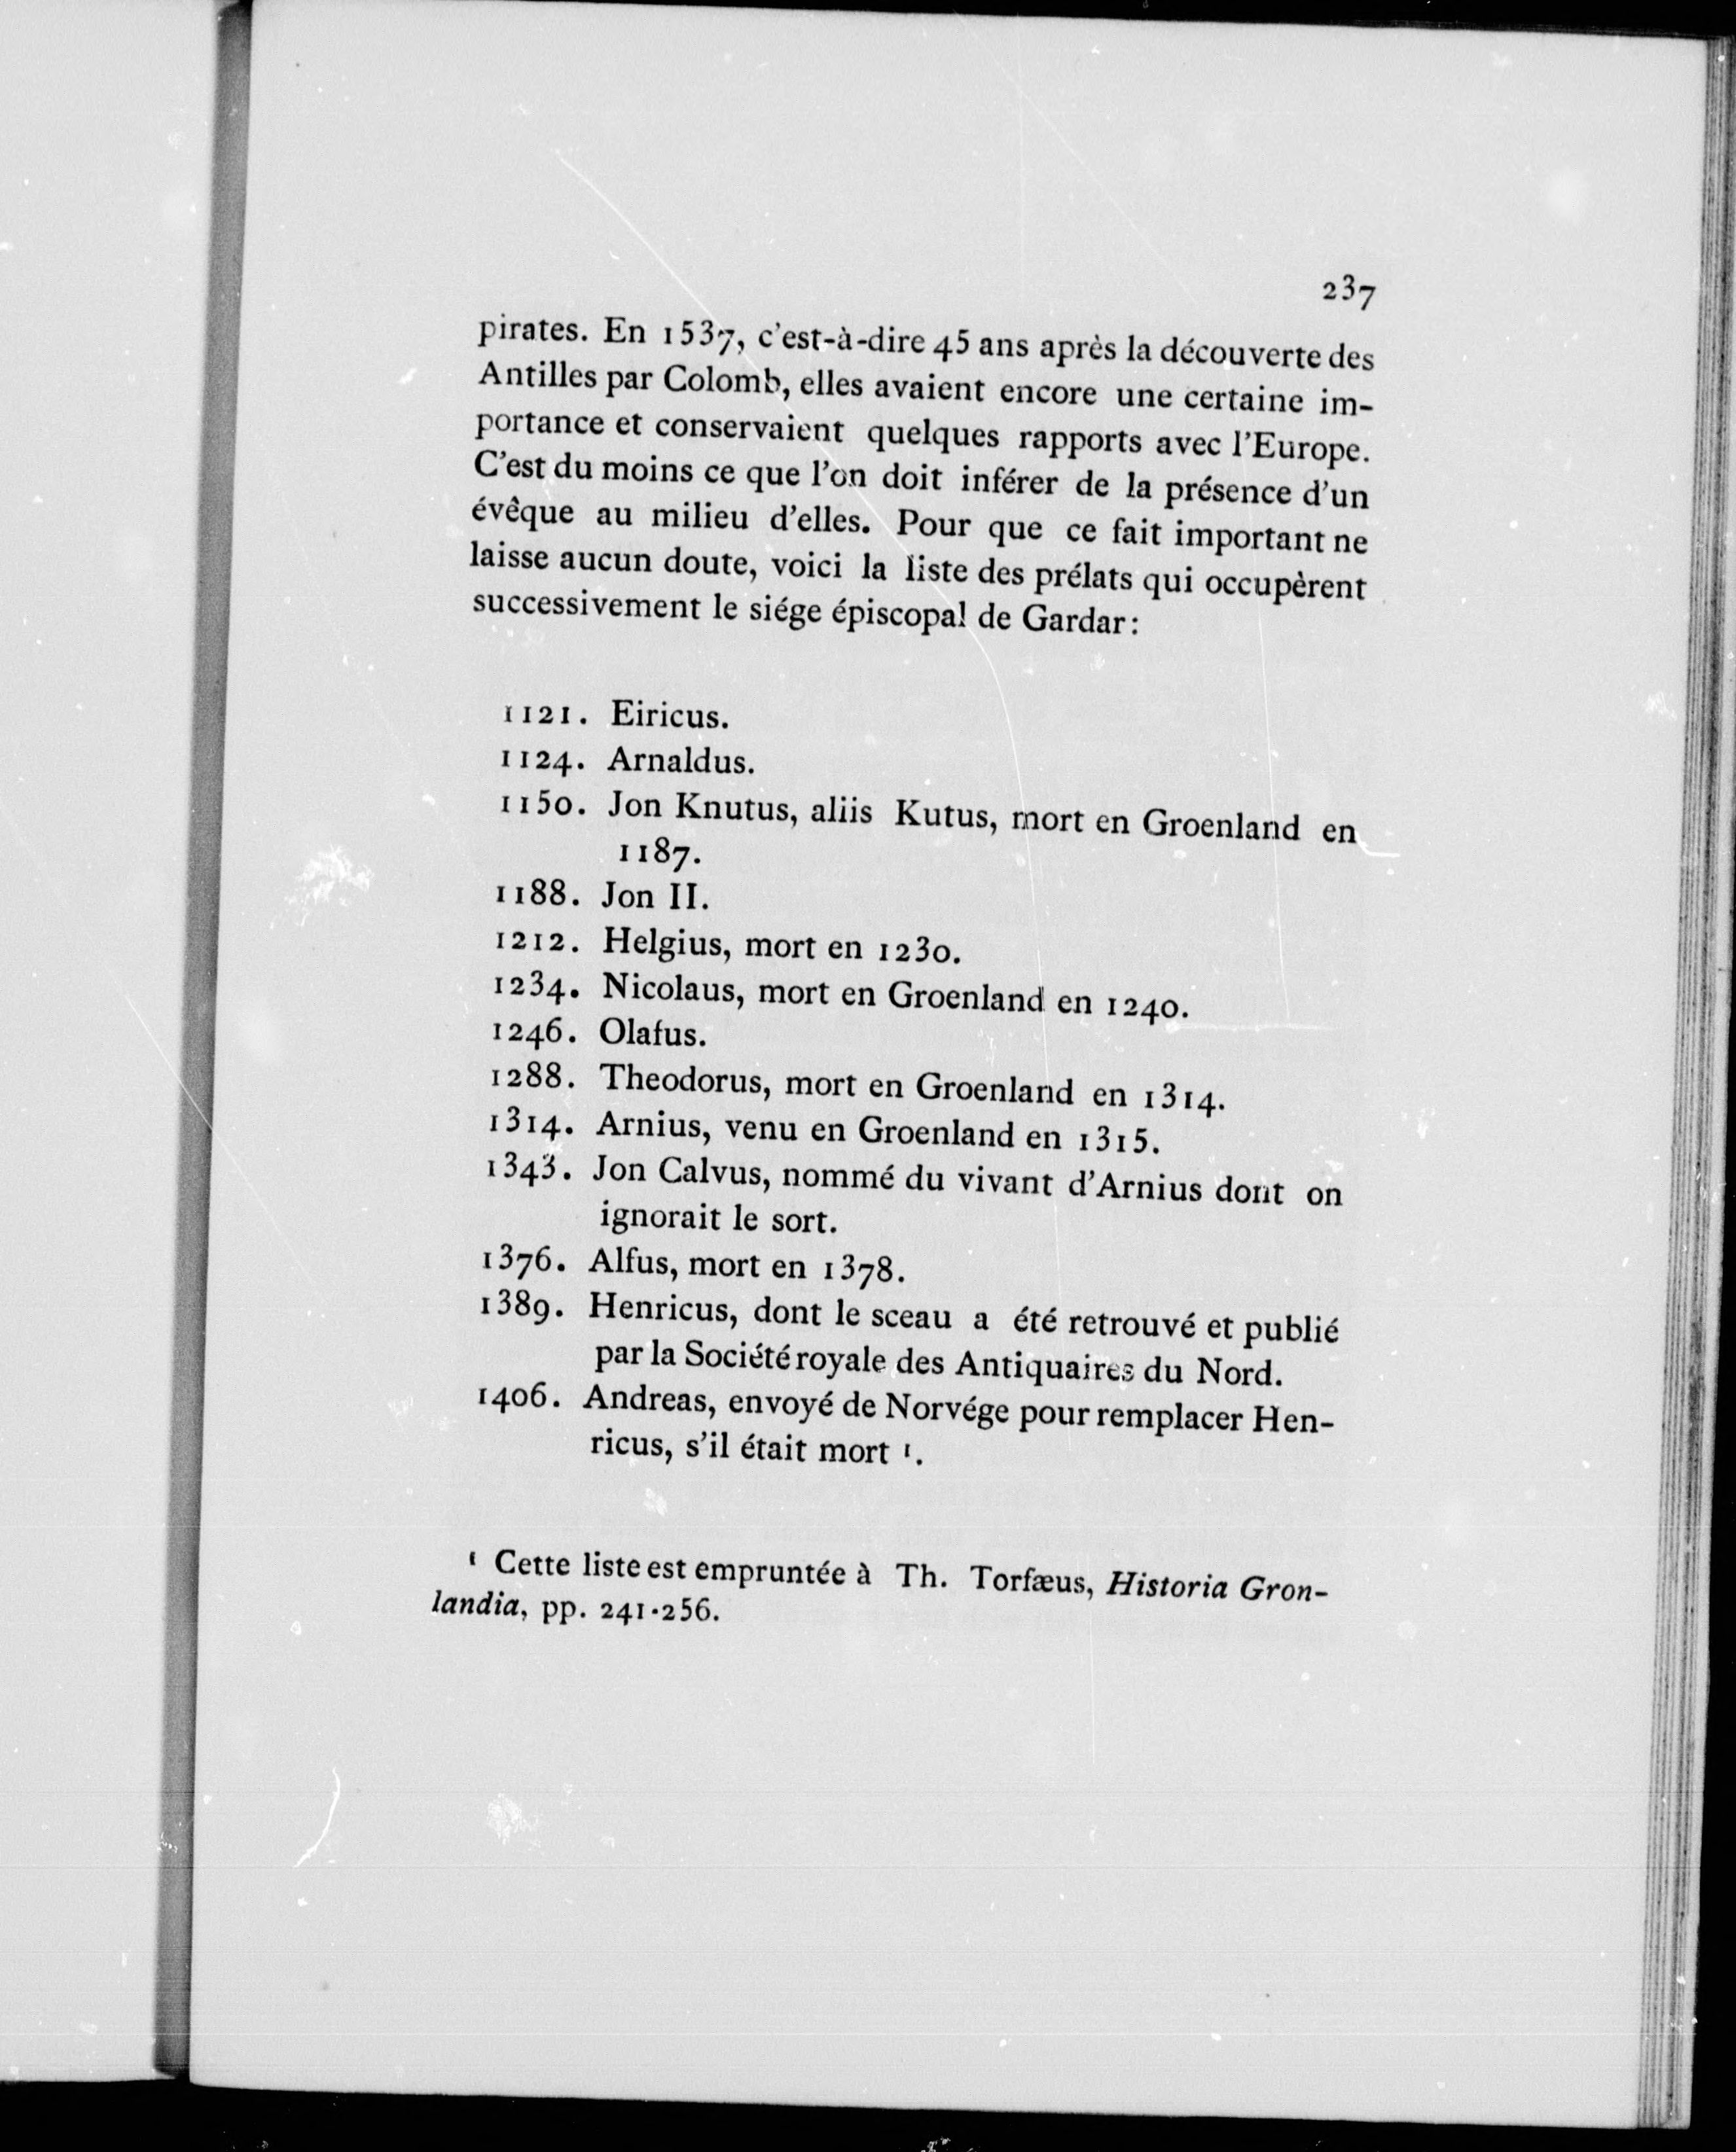 237
pirates. En 1537, c'est-à-dire 45 ans après la découverte des
Antilles par Colomb, elles avaient encore une certaine im-
portance et conservaient quelques rapports avec l'Europe.
C'est du moins ce que l'on doit inférer de la présence d'un
évêque au milieu d'elles. Pour que ce fait important ne
laisse aucun doute, voici la liste des prélats qui occupèrent
successivement le siége épiscopal de Gardar:
1121. Eiricus.
1124. Arnaldus.
1150. Jon Knutus, aliis Kutus, mort en Groenland en
1187.
1188. Jon II.
1212. Helgius, mort en 1230.
1234. Nicolaus, mort en Groenland en 1240.
1246. Olafus.
1288. Theodorus, mort en Groenland en 1314.
1314. Arnius, venu en Groenland en 1315.
1343. Jon Calvus, nommé du vivant d'Arnius dont on
ignorait le sort.
1376. Alfus, mort en 1378.
1389. Henricus, dont le sceau a été retrouvé et publié
par la Société royale des Antiquaires du Nord.
1406. Andreas, envoyé de Norvége pour remplacer Hen-
ricus, s'il était mort ¹.
¹ Cette liste est empruntée à Th. Torfæus, Historia Gron-
landia, pp. 241-256.